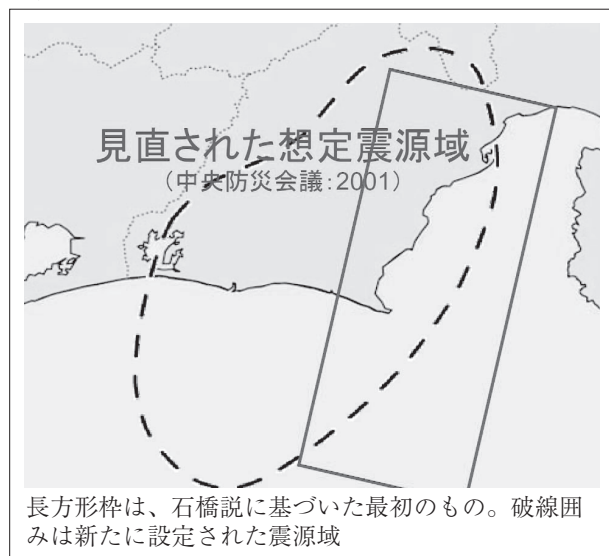 見直された想定震源域
（中央防災会議：2001）
長方形枠は、石橋説に基づいた最初のもの。破線囲
みは新たに設定された震源域